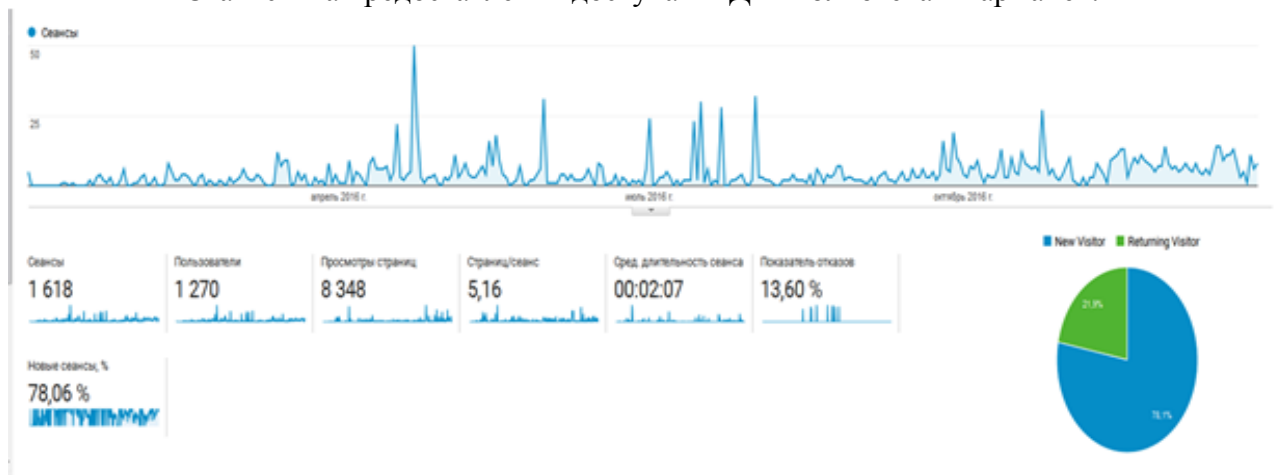 Сеансы
50
25
апрель 2016 г.
июль 2016 г.
октябрь 2016 г.
New Visitor
Returning Visitor
Сеансы
1 618
Пользователи
1 270
Просмотры страниц
8 348
Страниц/сеанс
5,16
Сред. длительность сеанса
00:02:07
Показатель отказов
13,60 %
21,9%
78,1%
Новые сеансы, %
78,06 %